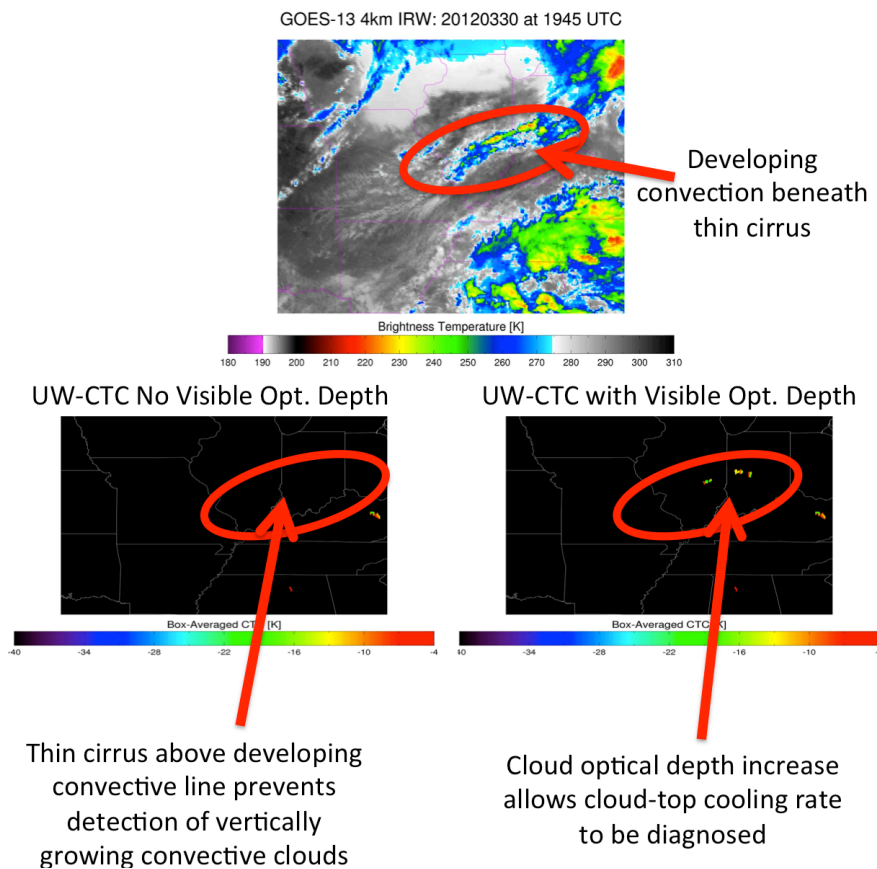 GOES-13 4km IRW: 20120330 at 1945 UTC
Developing
convection beneath
thin cirrus
Brightness Temperature [K]
180 190 200 210 220 230 240 250 260 270 280 290 300 310
UW-CTC No Visible Opt. Depth
UW-CTC with Visible Opt. Depth
Box-Averaged CTC [K]
-40 -34 -28 -22 -16 -10 -4
Box-Averaged CTC [K]
40 -34 -28 -22 -16 -10
Thin cirrus above developing
convective line prevents
detection of vertically
growing convective clouds
Cloud optical depth increase
allows cloud-top cooling rate
to be diagnosed